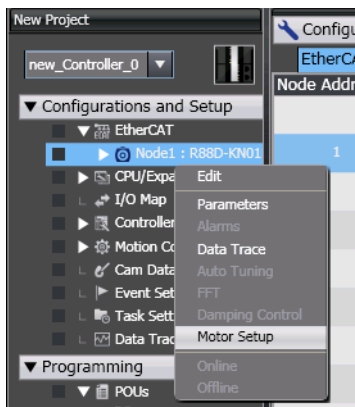 New Project
new_Controller_0
Configurations and Setup
EtherCAT
Node1 : R88D-KN01
CPU/Expa
I/O Map
Controller
Motion Co
Cam Data
Event Set
Task Sett
Data Trac
Programming
POUs
Edit
Parameters
Alarms
Data Trace
Auto Tuning
FFT
Damping Control
Motor Setup
Online
Offline
Configu
EtherCA
Node Addr
1